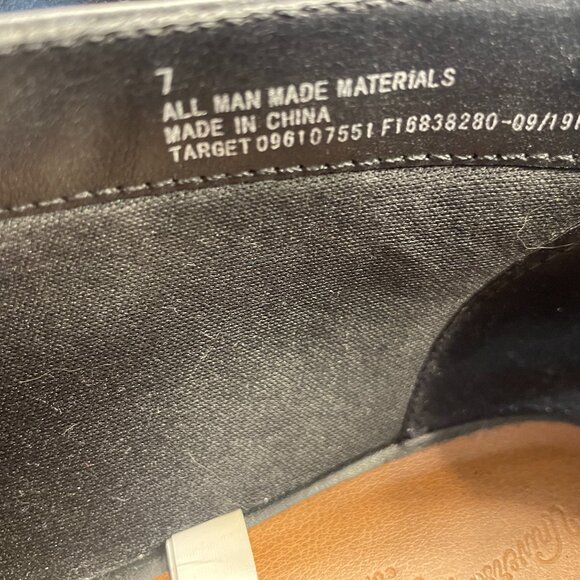 7
ALL MAN MADE MATERIALS
MADE IN CHINA
TARGET 096107551 F16838280-09/19